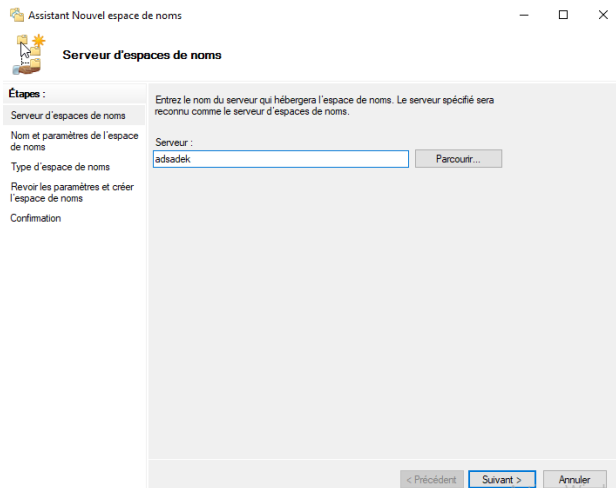 Assistant Nouvel espace de noms
Serveur d'espaces de noms
Étapes :
Serveur d'espaces de noms
Nom et paramètres de l'espace
de noms
Type d'espace de noms
Revoir les paramètres et créer
l'espace de noms
Confirmation
Entrez le nom du serveur qui hébergera l'espace de noms. Le serveur spécifié sera
reconnu comme le serveur d'espaces de noms.
Serveur :
adsadek
Parcourir...
< Précédent
Suivant >
Annuler